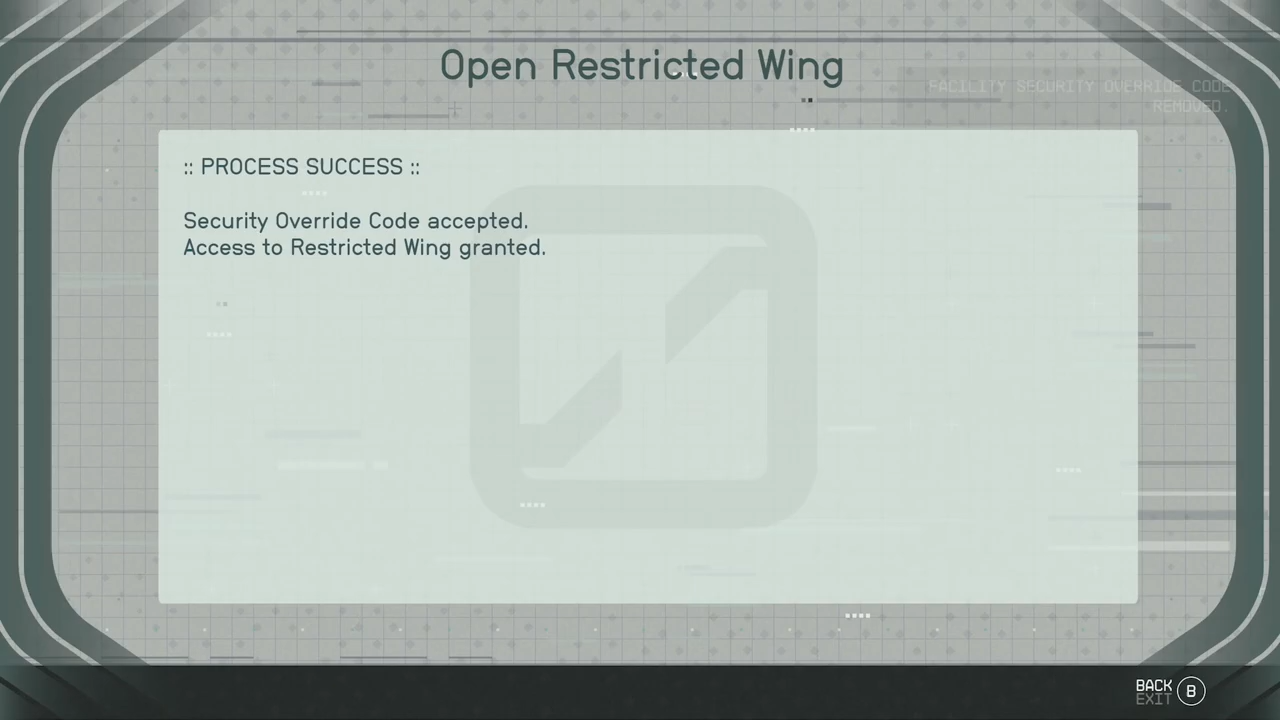 Open Restricted Wing
FACILITY SECURITY OVERRIDE CODE
REMOVED.
:: PROCESS SUCCESS ::
Security Override Code accepted.
Access to Restricted Wing granted.
BACK
EXIT
B